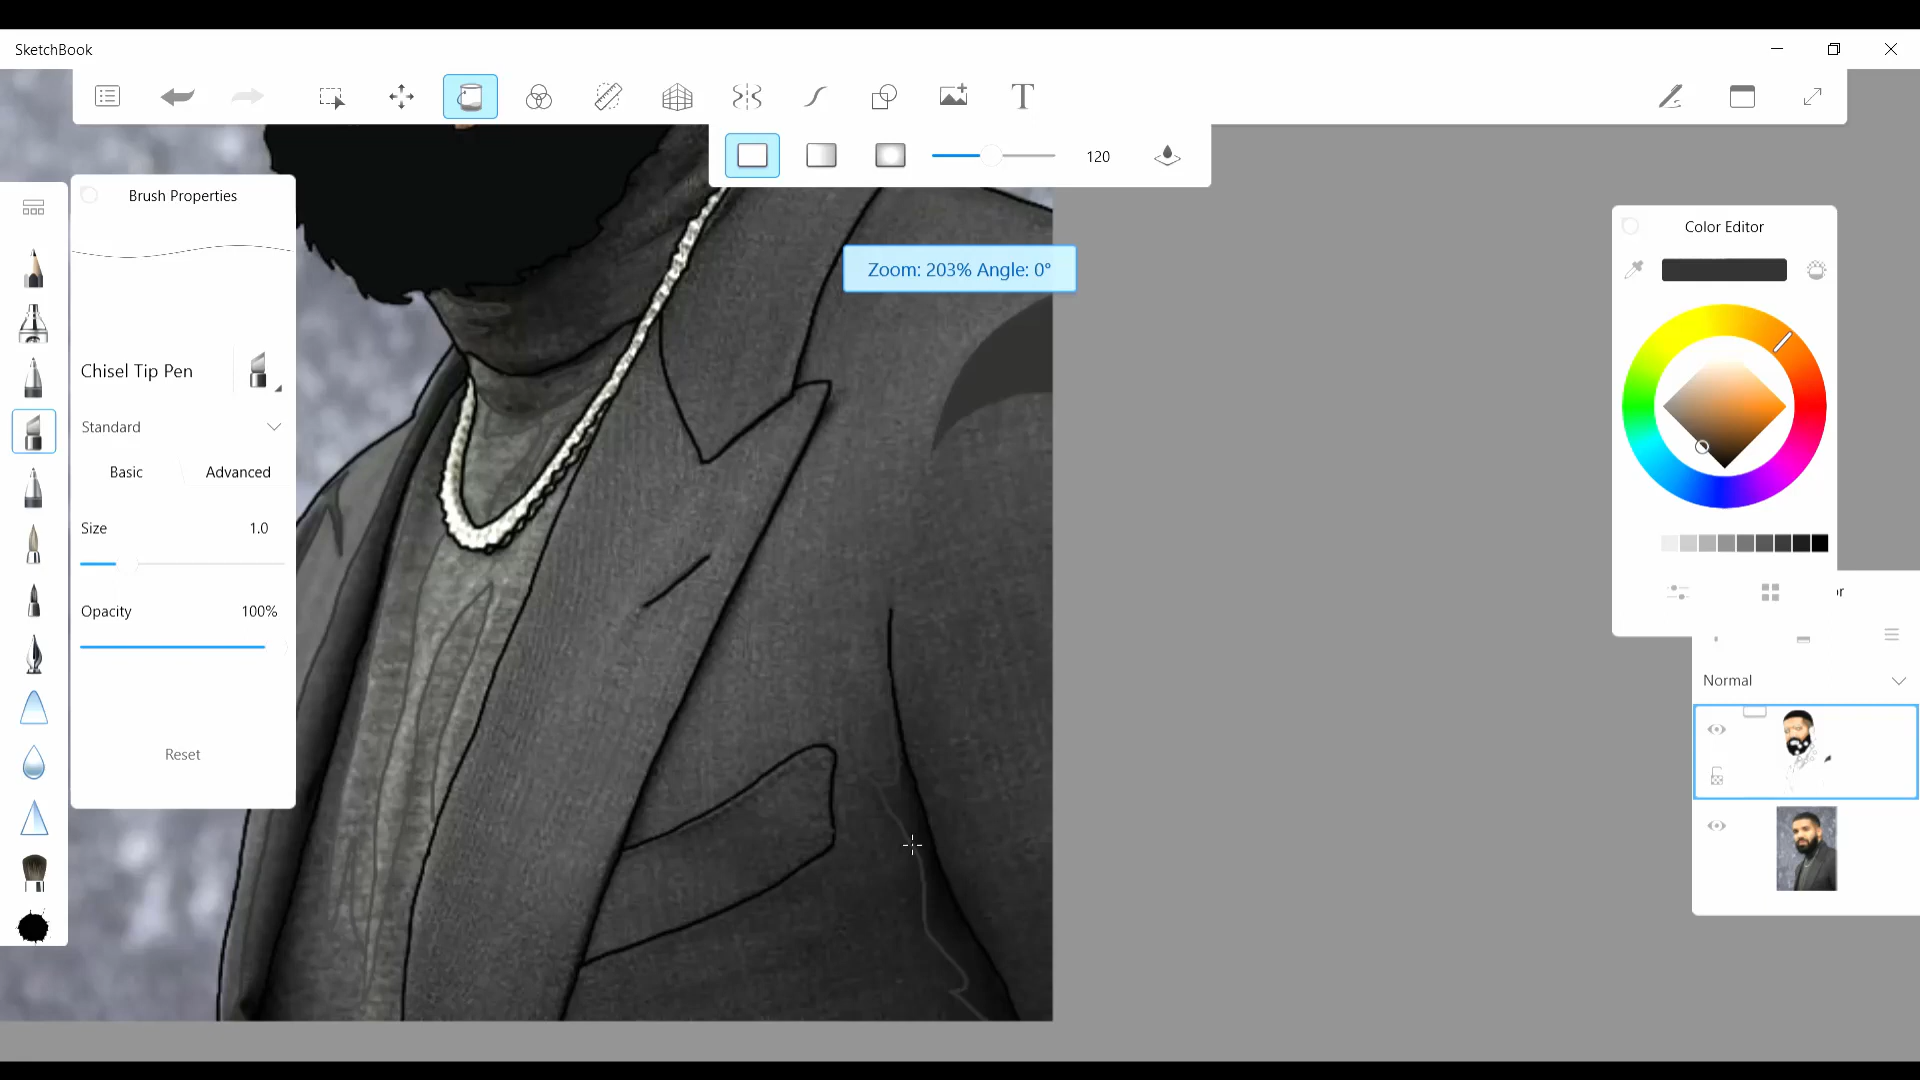 SketchBook
T
120
Brush Properties
Zoom: 203% Angle: 0°
Color Editor
Chisel Tip Pen
Standard
Basic
Advanced
Size
1.0
Opacity
100%
or
Normal
Reset